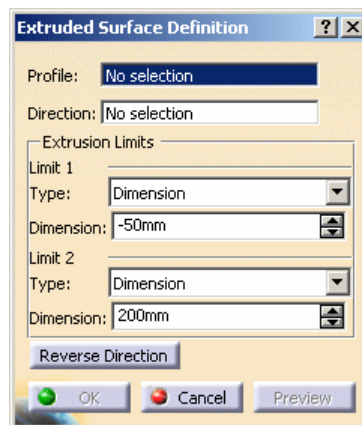 Extruded Surface Definition ? X
Profile: No selection
Direction: No selection
Extrusion Limits
Limit 1
Type: Dimension
Dimension: -50mm
Limit 2
Type: Dimension
Dimension: 200mm
Reverse Direction
OK Cancel Preview